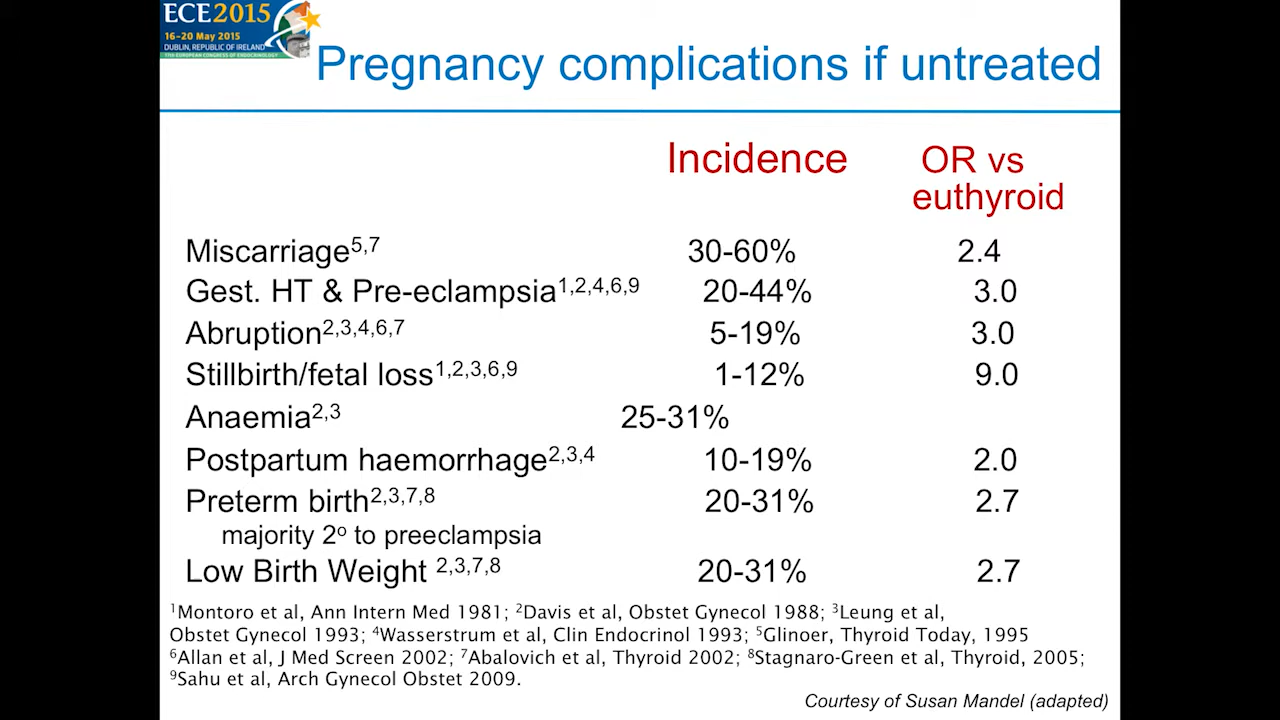 ECE2015
16-20 May 2015
DUBLIN, REPUBLIC OF IRELAND
17TH EUROPEAN CONGRESS OF ENDOCRINOLOGY
Pregnancy complications if untreated
Incidence OR vs
euthyroid
Miscarriage5,7 30-60% 2.4
Gest. HT & Pre-eclampsia1,2,4,6,9 20-44% 3.0
Abruption2,3,4,6,7 5-19% 3.0
Stillbirth/fetal loss1,2,3,6,9 1-12% 9.0
Anaemia2,3 25-31%
Postpartum haemorrhage2,3,4 10-19% 2.0
Preterm birth2,3,7,8 20-31% 2.7
majority 2º to preeclampsia
Low Birth Weight 2,3,7,8 20-31% 2.7
1Montoro et al, Ann Intern Med 1981; 2Davis et al, Obstet Gynecol 1988; 3Leung et al,
Obstet Gynecol 1993; 4Wasserstrum et al, Clin Endocrinol 1993; 5Glinoer, Thyroid Today, 1995
6Allan et al, J Med Screen 2002; 7Abalovich et al, Thyroid 2002; 8Stagnaro-Green et al, Thyroid, 2005;
9Sahu et al, Arch Gynecol Obstet 2009.
Courtesy of Susan Mandel (adapted)